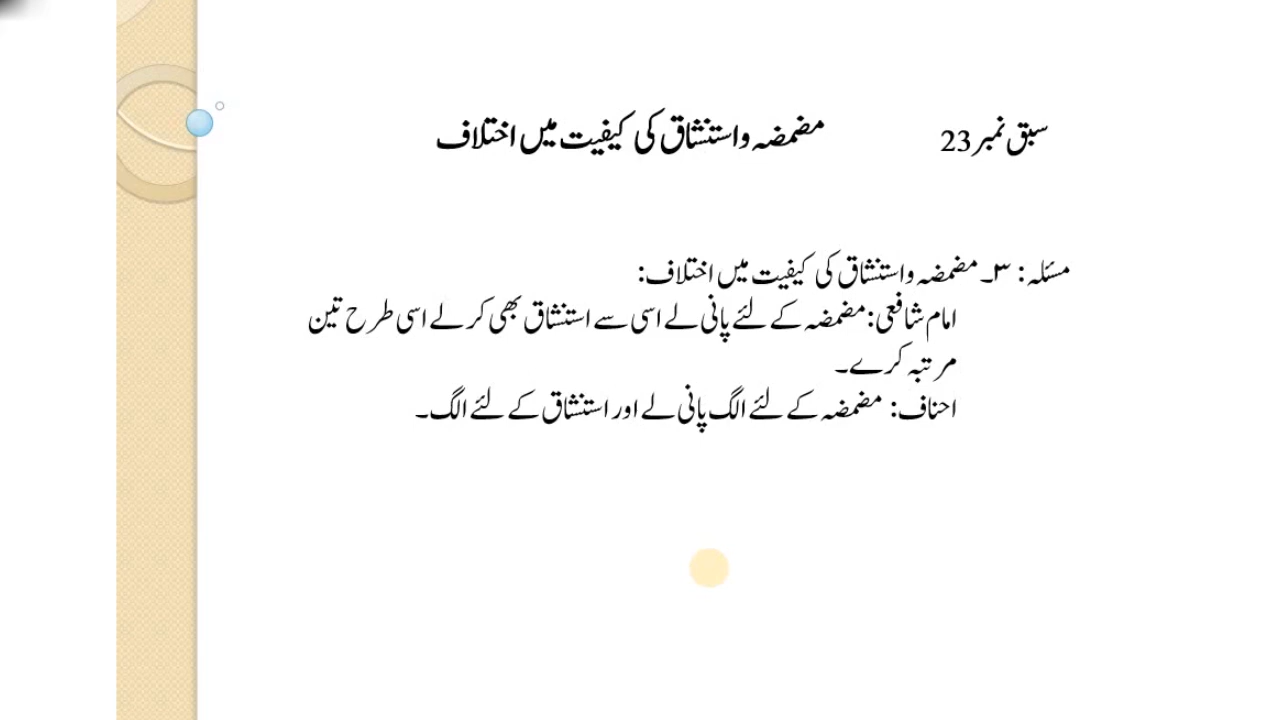 سبق نمبر 23 مضمضہ واستنشاق کی کیفیت میں اختلاف
مسئلہ: ۳۔ مضمضہ واستنشاق کی کیفیت میں اختلاف:
امام شافعی: مضمضہ کے لئے پانی لے اسی سے استنشاق بھی کرلے اسی طرح تین
مرتبہ کرے۔
احناف: مضمضہ کے لئے الگ پانی لے اور استنشاق کے لئے الگ۔